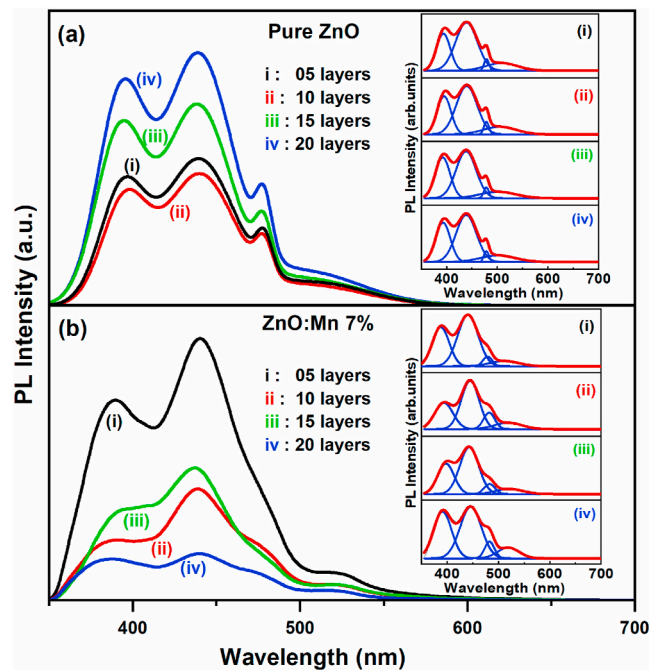 PL Intensity (a.u.)
(a)
Pure ZnO
i : 05 layers
ii : 10 layers
iii : 15 layers
iv : 20 layers
(iv)
(iii)
(i)
(ii)
PL Intensity (arb.units)
(i)
(ii)
(iii)
(iv)
400 500 600 700
Wavelength (nm)
(b)
ZnO:Mn 7%
i : 05 layers
ii : 10 layers
iii : 15 layers
iv : 20 layers
(i)
(iii)
(ii)
(iv)
PL Intensity (arb.units)
(i)
(ii)
(iii)
(iv)
400 500 600 700
Wavelength (nm)
400 500 600 700
Wavelength (nm)